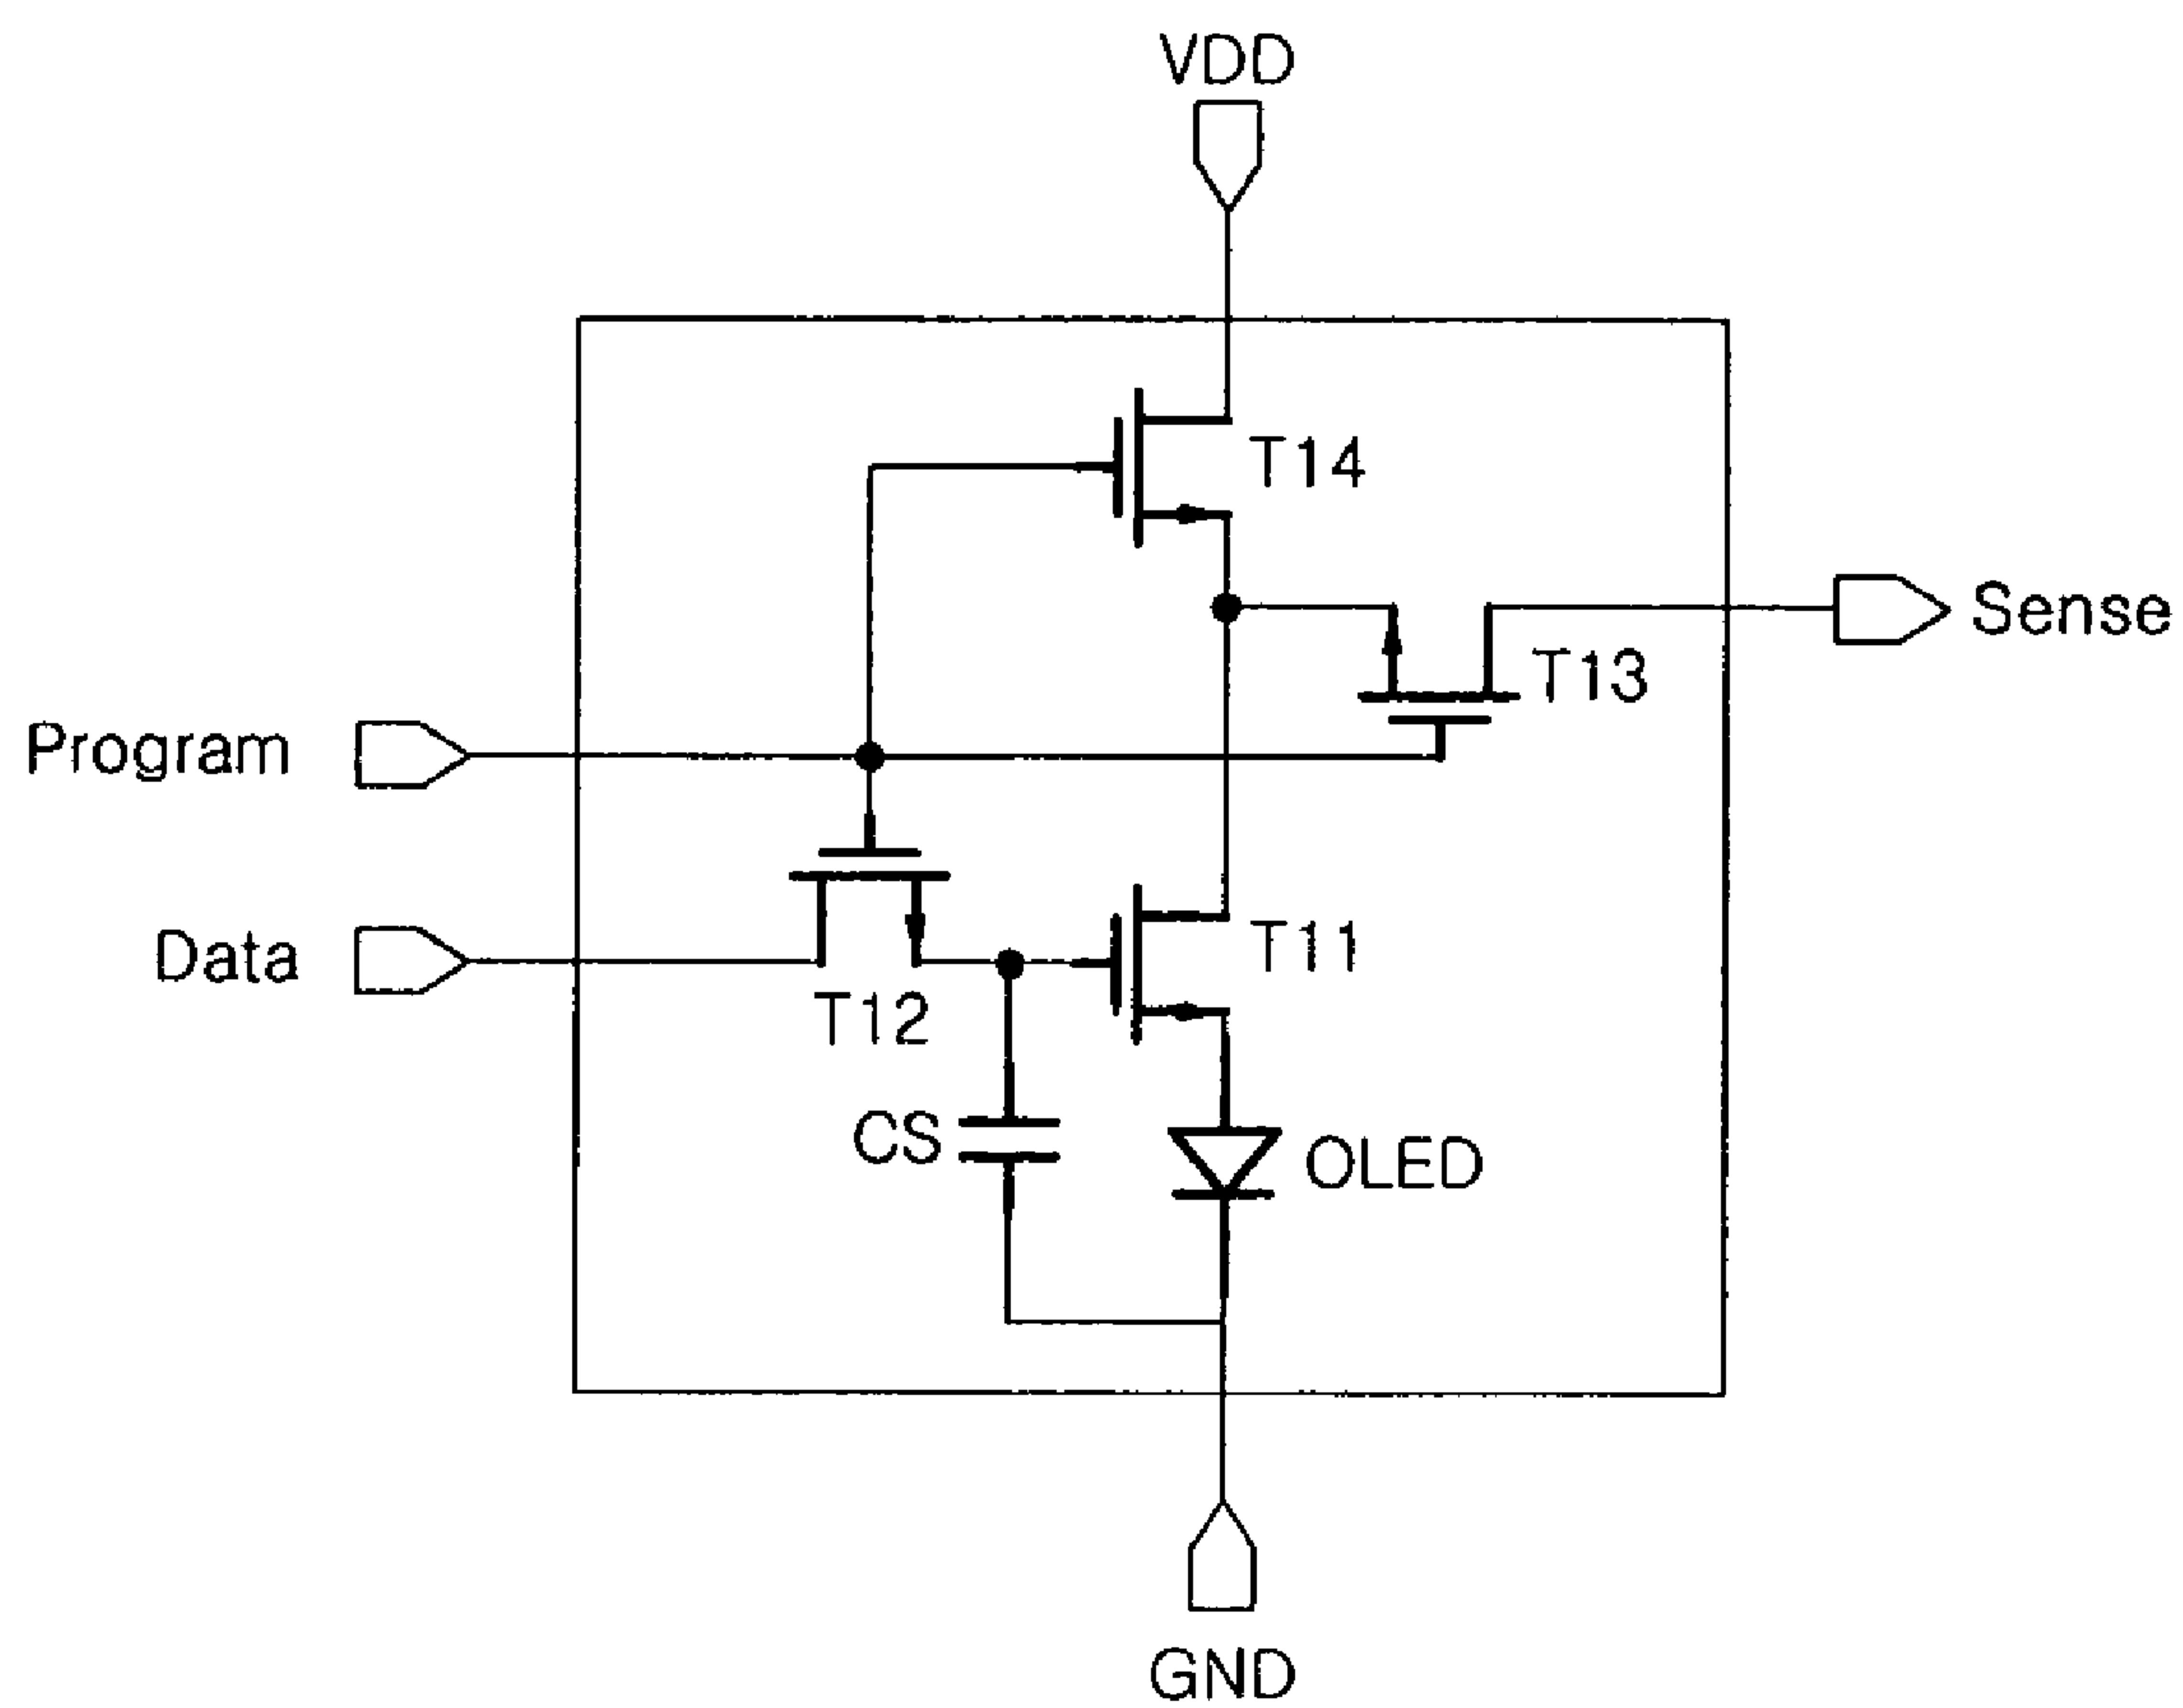 VDD
T14
Sense
T13
Program
T11
Data
T12
CS
OLED
GND